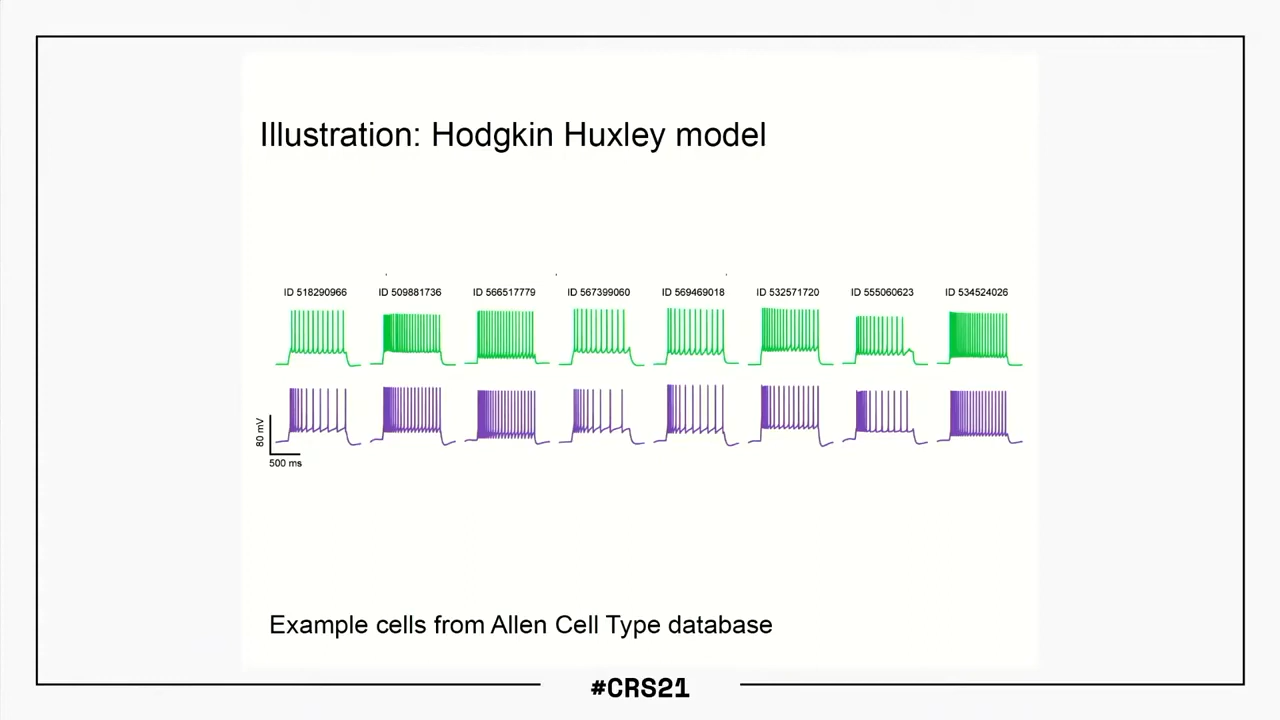 Illustration: Hodgkin Huxley model
ID 518290966 ID 509881736 ID 566517779 ID 567399060 ID 569469018 ID 532571720 ID 555060623 ID 534524026
80 mV
500 ms
Example cells from Allen Cell Type database
#CRS21